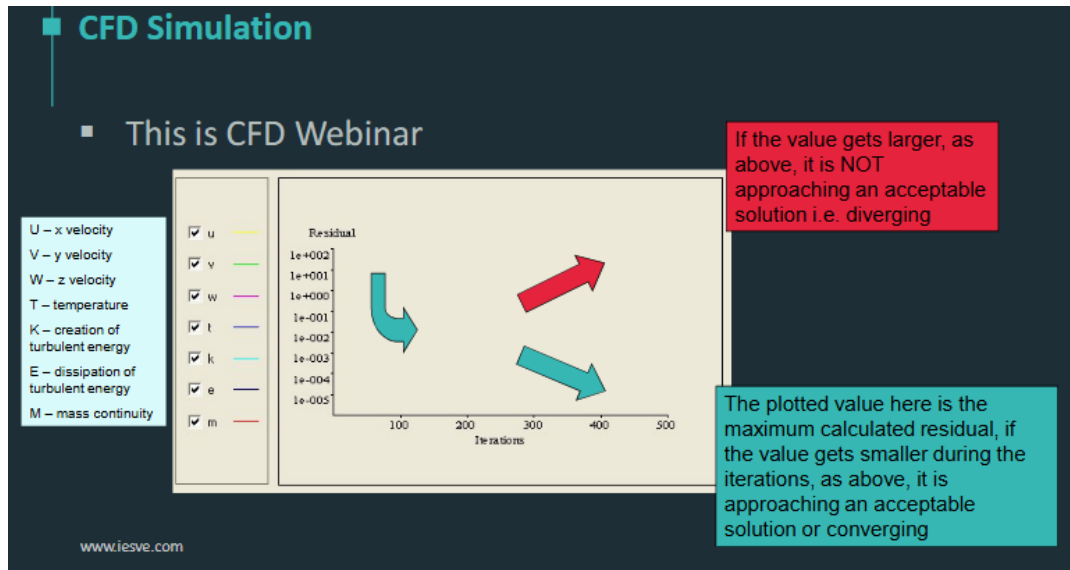 CFD Simulation
This is CFD Webinar
If the value gets larger, as
above, it is NOT
approaching an acceptable
solution i.e. diverging
U – x velocity
V – y velocity
W – z velocity
T – temperature
K – creation of
turbulent energy
E – dissipation of
turbulent energy
M – mass continuity
u
v
w
t
k
e
m
Residual
1e+002
1e+001
1e+000
1e-001
1e-002
1e-003
1e-004
1e-005
100 200 300 400 500
Iterations
The plotted value here is the
maximum calculated residual, if
the value gets smaller during the
iterations, as above, it is
approaching an acceptable
solution or converging
www.iesve.com